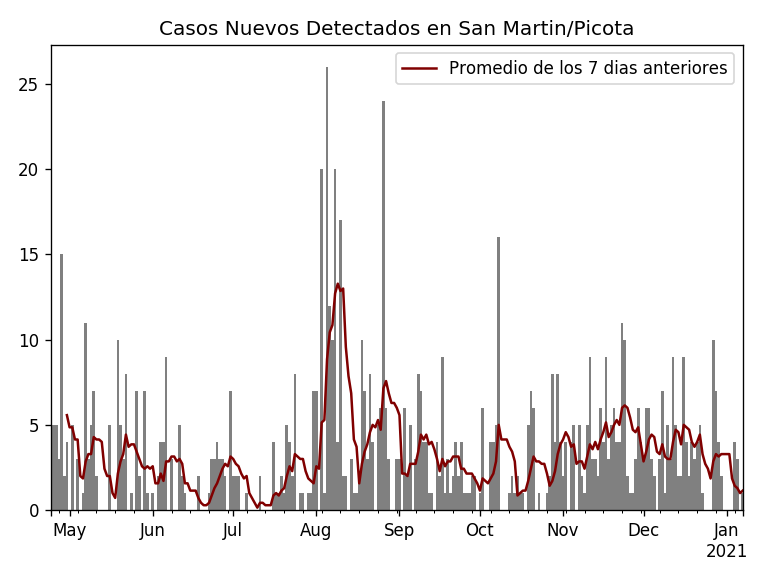 Casos Nuevos Detectados en San Martin/Picota
Promedio de los 7 dias anteriores
25
20
15
10
5
0
May Jun Jul Aug Sep Oct Nov Dec Jan
2021